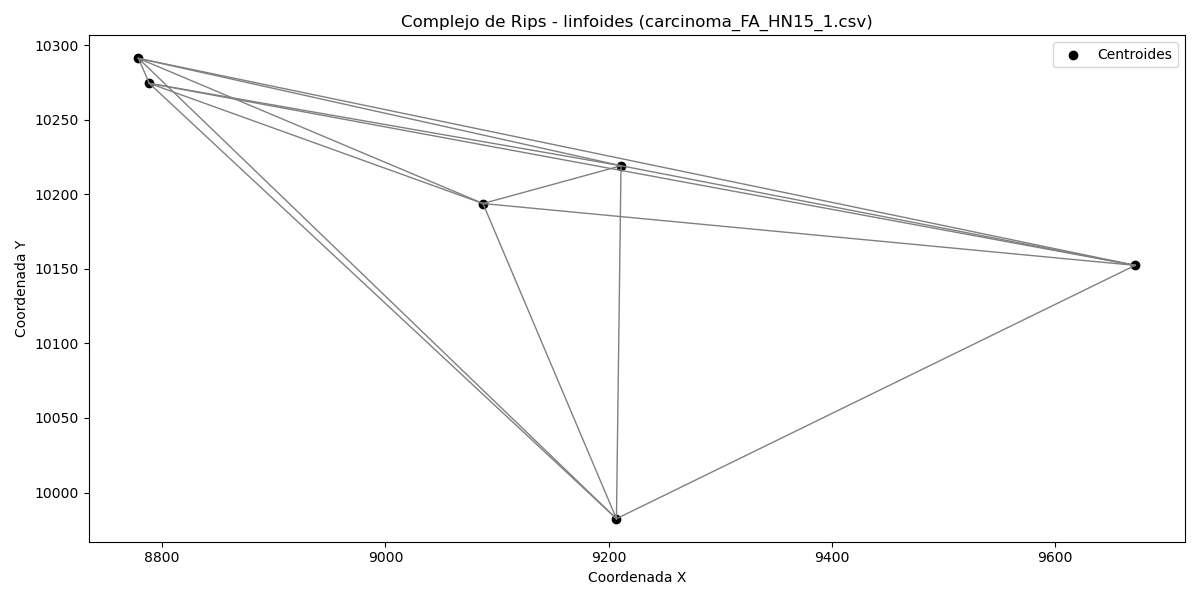 Complejo de Rips - linfoides (carcinoma_FA_HN15_1.csv)
Centroides
10300
10250
10200
10150
10100
10050
10000
Coordenada Y
8800 9000 9200 9400 9600
Coordenada X